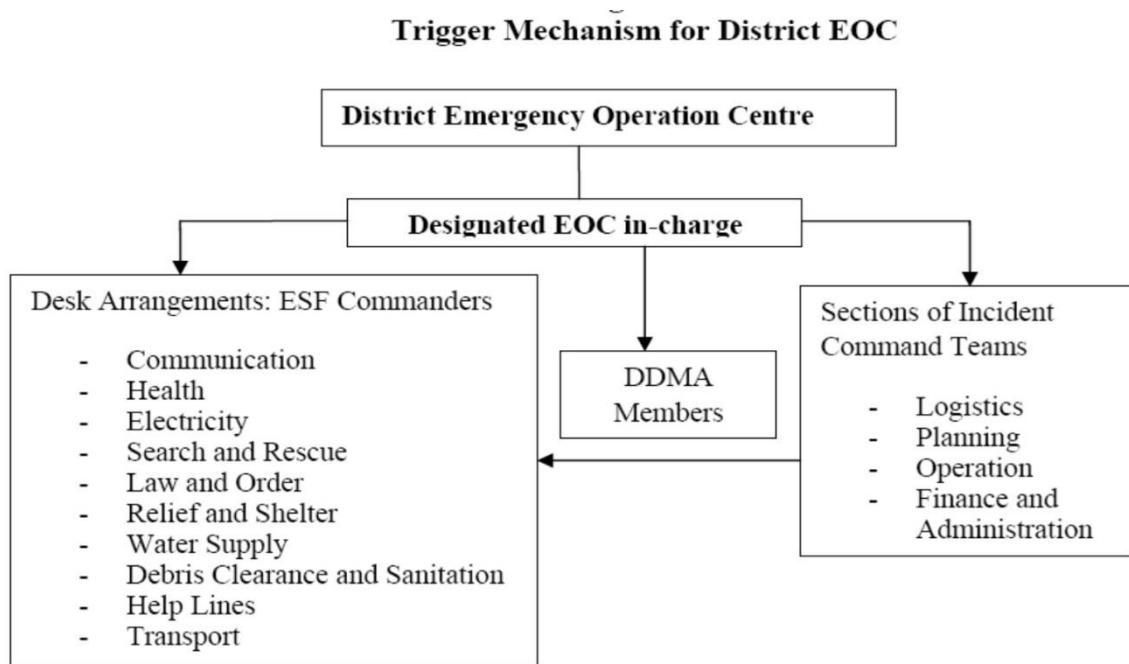 Trigger Mechanism for District EOC
District Emergency Operation Centre
Designated EOC in-charge
Desk Arrangements: ESF Commanders
- Communication
- Health
- Electricity
- Search and Rescue
- Law and Order
- Relief and Shelter
- Water Supply
- Debris Clearance and Sanitation
- Help Lines
- Transport
DDMA
Members
Sections of Incident
Command Teams
- Logistics
- Planning
- Operation
- Finance and
Administration